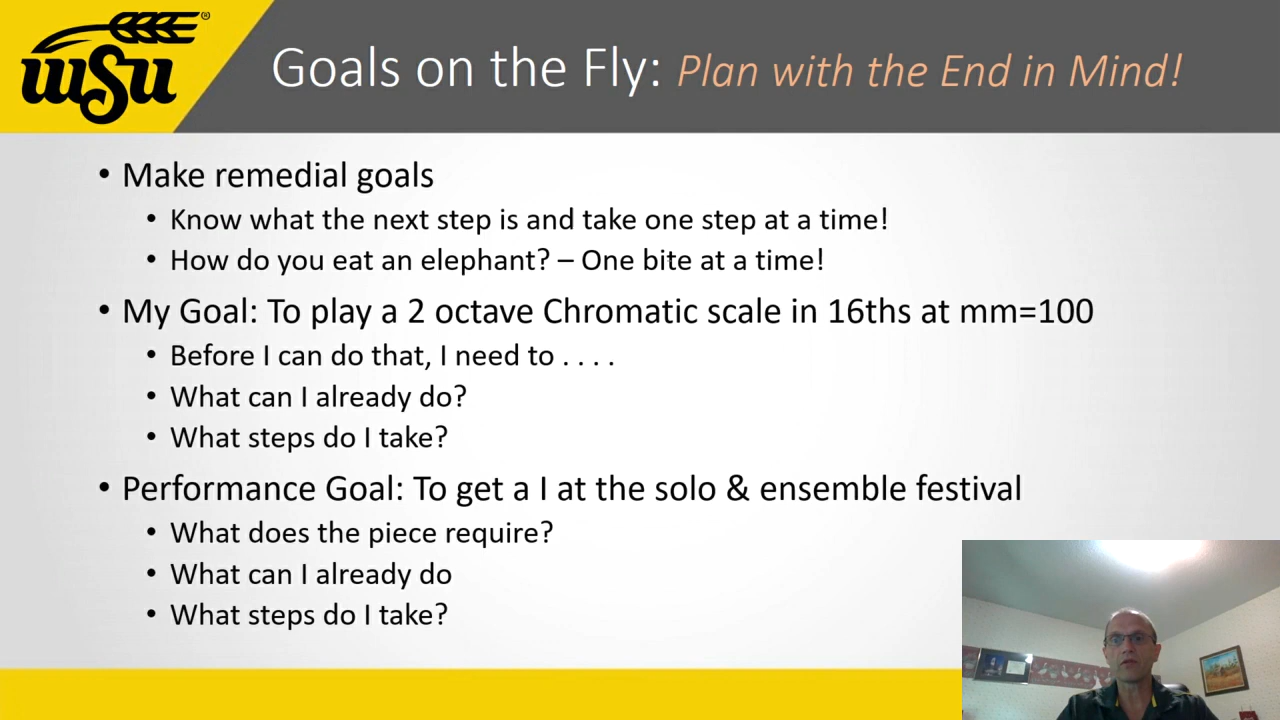 wsu
®
Goals on the Fly: Plan with the End in Mind!
• Make remedial goals
• Know what the next step is and take one step at a time!
• How do you eat an elephant? – One bite at a time!
• My Goal: To play a 2 octave Chromatic scale in 16ths at mm=100
• Before I can do that, I need to . . . .
• What can I already do?
• What steps do I take?
• Performance Goal: To get a I at the solo & ensemble festival
• What does the piece require?
• What can I already do
• What steps do I take?